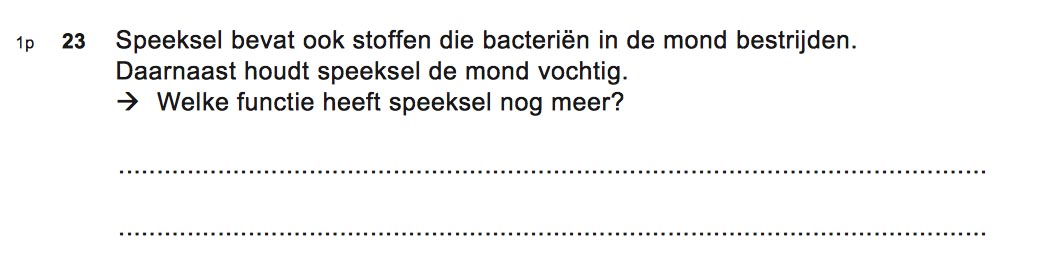 1p 23 Speeksel bevat ook stoffen die bacteriën in de mond bestrijden.
Daarnaast houdt speeksel de mond vochtig.
→ Welke functie heeft speeksel nog meer?
..............................................................................................................
..............................................................................................................